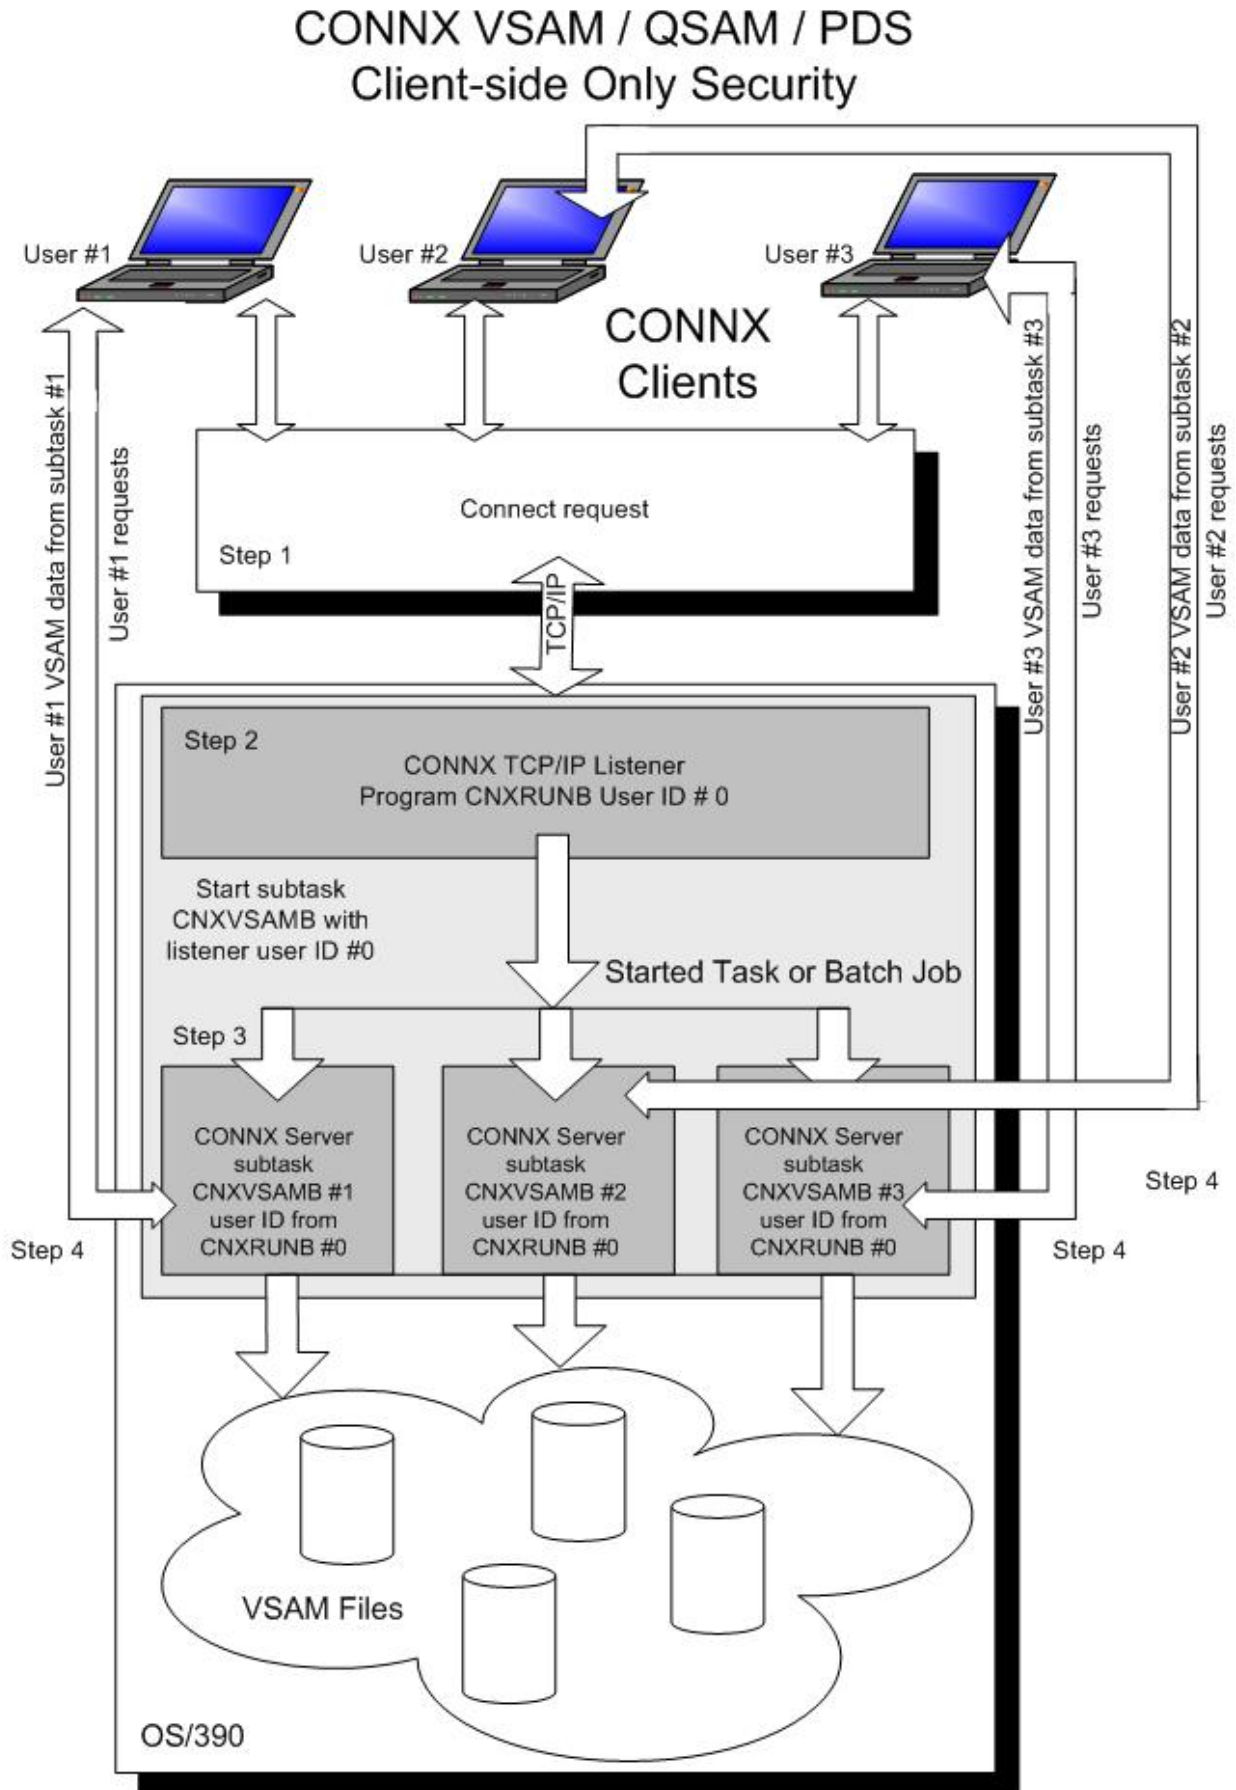 CONNX VSAM / QSAM / PDS
Client-side Only Security
User #1
User #2
User #3
CONNX
Clients
User #1 VSAM data from subtask #1
User #1 requests
Connect request
Step 1
TCP/IP
User #3 VSAM data from subtask #3
User #3 requests
User #2 VSAM data from subtask #2
User #2 requests
Step 2
CONNX TCP/IP Listener
Program CNXRUNB User ID # 0
Start subtask
CNXVSAMB with
listener user ID #0
Started Task or Batch Job
Step 3
CONNX Server
subtask
CNXVSAMB #1
user ID from
CNXRUNB #0
CONNX Server
subtask
CNXVSAMB #2
user ID from
CNXRUNB #0
CONNX Server
subtask
CNXVSAMB #3
user ID from
CNXRUNB #0
Step 4
Step 4
Step 4
VSAM Files
OS/390